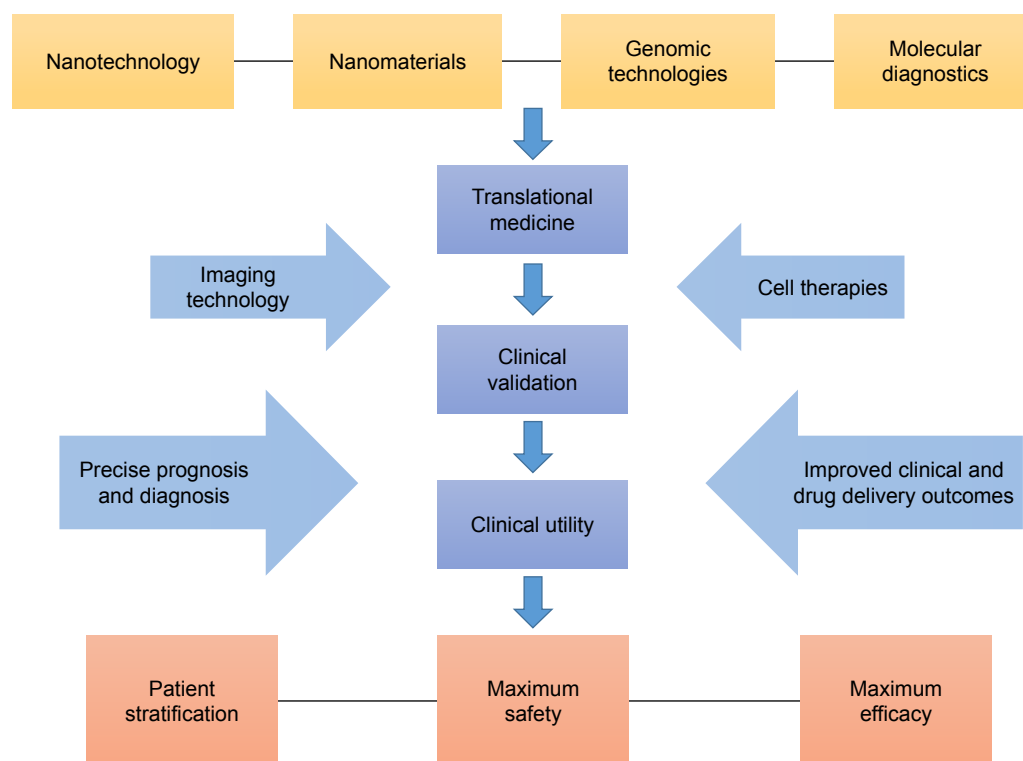 Nanotechnology
Nanomaterials
Genomic
technologies
Molecular
diagnostics
Translational
medicine
Imaging
technology
Cell therapies
Clinical
validation
Precise prognosis
and diagnosis
Improved clinical and
drug delivery outcomes
Clinical utility
Patient
stratification
Maximum
safety
Maximum
efficacy